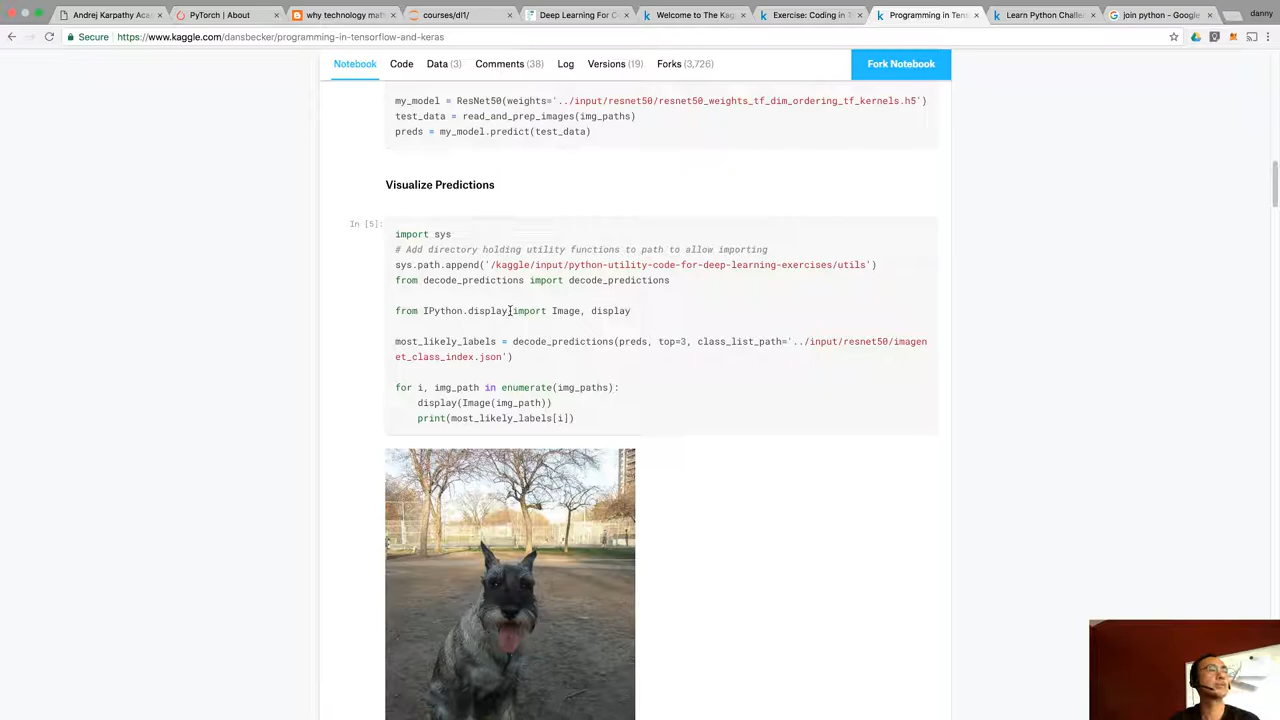 Andrej Karpathy Aca
PyTorch | About
why technology mat
courses/dl1/
Deep Learning For C
Welcome to The Kag
Exercise: Coding in T
Programming in Tens
Learn Python Challe
join python - Google
danny
Secure
https://www.kaggle.com/dansbecker/programming-in-tensorflow-and-keras
Notebook
Code
Data (3)
Comments (38)
Log
Versions (19)
Forks (3,726)
Fork Notebook
my_model = ResNet50(weights='../input/resnet50/resnet50_weights_tf_dim_ordering_tf_kernels.h5')
test_data = read_and_prep_images(img_paths)
preds = my_model.predict(test_data)
Visualize Predictions
In [5]:
import sys
# Add directory holding utility functions to path to allow importing
sys.path.append('/kaggle/input/python-utility-code-for-deep-learning-exercises/utils')
from decode_predictions import decode_predictions
from IPython.display import Image, display
most_likely_labels = decode_predictions(preds, top=3, class_list_path='../input/resnet50/imagen
et_class_index.json')
for i, img_path in enumerate(img_paths):
    display(Image(img_path))
    print(most_likely_labels[i])